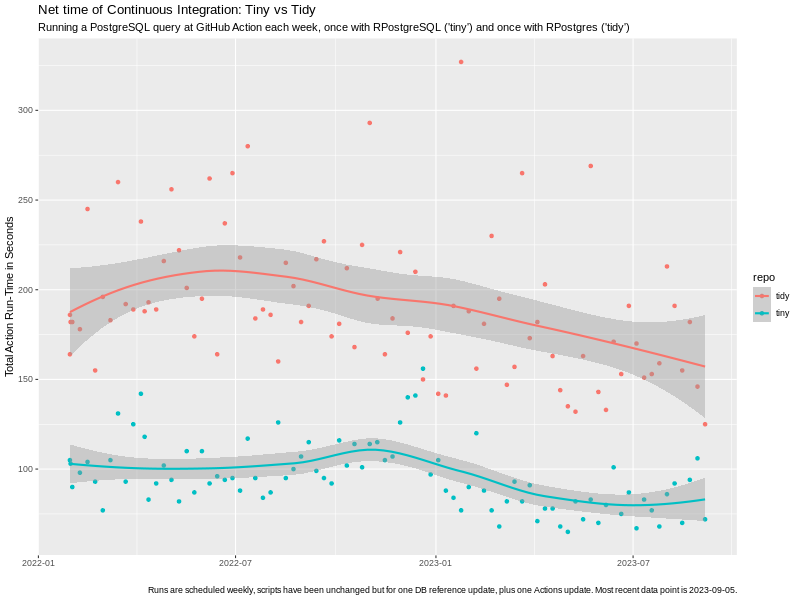 Net time of Continuous Integration: Tiny vs Tidy
Running a PostgreSQL query at GitHub Action each week, once with RPostgreSQL ('tiny') and once with RPostgres ('tidy')
Total Action Run-Time in Seconds
300
250
200
150
100
2022-01
2022-07
2023-01
2023-07
repo
tidy
tiny
Runs are scheduled weekly, scripts have been unchanged but for one DB reference update, plus one Actions update. Most recent data point is 2023-09-05.